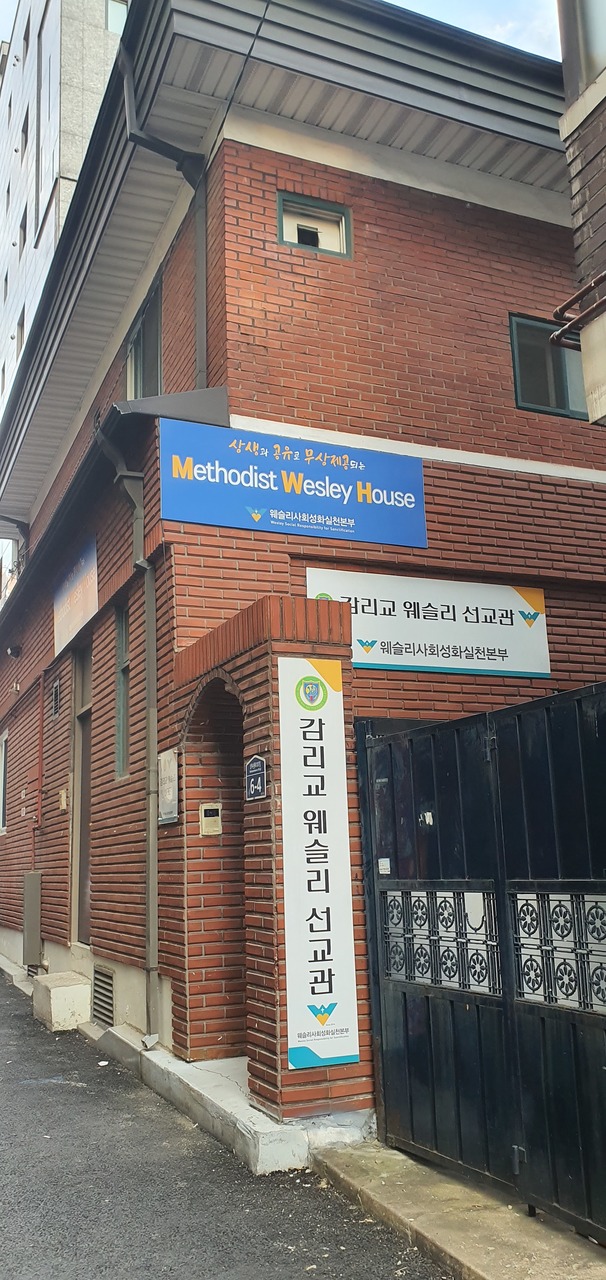 상생과 공유로 무상제공되는
Methodist Wesley House
웨슬리사회성화실천본부
Wesley Social Responsibility for Sanctification
감리교 웨슬리 선교관
웨슬리사회성화실천본부
감리교 웨슬리 선교관
웨슬리사회성화실천본부
6-4